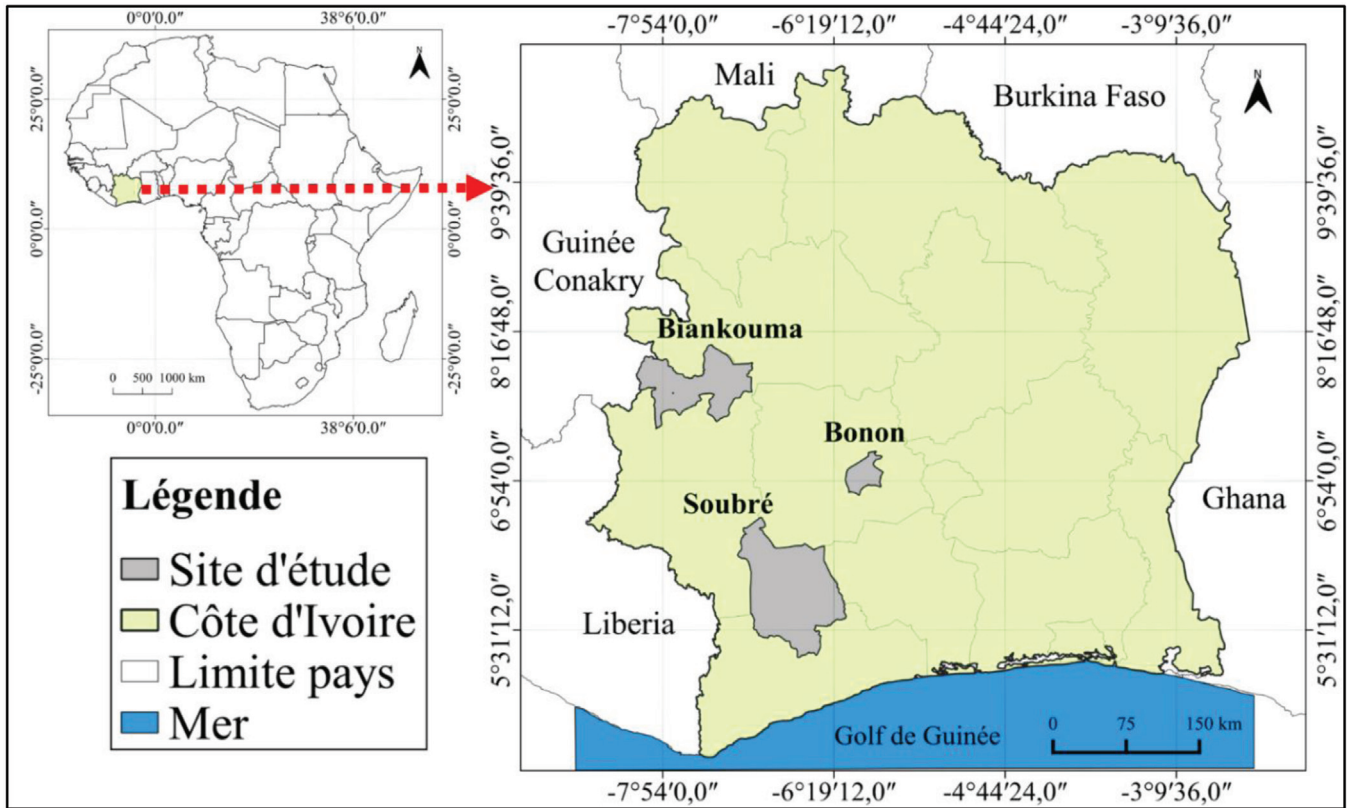 0°0'0.0"
38°6'0.0"
N
25°0'0.0"
0°0'0.0"
-25°0'0.0"
25°0'0.0"
0°0'0.0"
-25°0'0.0"
0 500 1000 km
0°0'0.0"
38°6'0.0"
Légende
Site d'étude
Côte d'Ivoire
Limite pays
Mer
-7°54'0,0"
-6°19'12,0"
-4°44'24,0"
-3°9'36,0"
Mali
Burkina Faso
N
9°39'36,0"
8°16'48,0"
6°54'0,0"
5°31'12,0"
9°39'36,0"
8°16'48,0"
6°54'0,0"
5°31'12,0"
Guinée
Conakry
Biankouma
Bonon
Soubré
Ghana
Liberia
Golf de Guinée
0 75 150 km
-7°54'0,0"
-6°19'12,0"
-4°44'24,0"
-3°9'36,0"